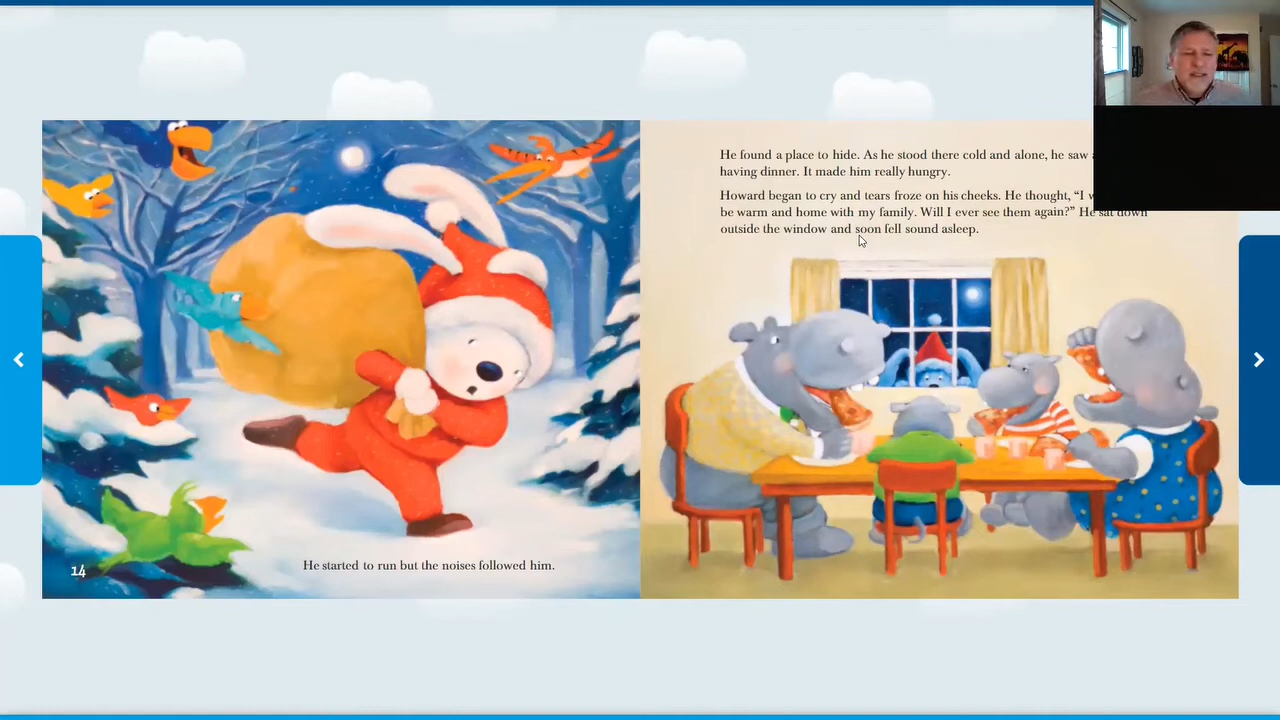 He started to run but the noises followed him.
14
He found a place to hide. As he stood there cold and alone, he saw
having dinner. It made him really hungry.
Howard began to cry and tears froze on his cheeks. He thought, “I
be warm and home with my family. Will I ever see them again?” He sat down
outside the window and soon fell sound asleep.